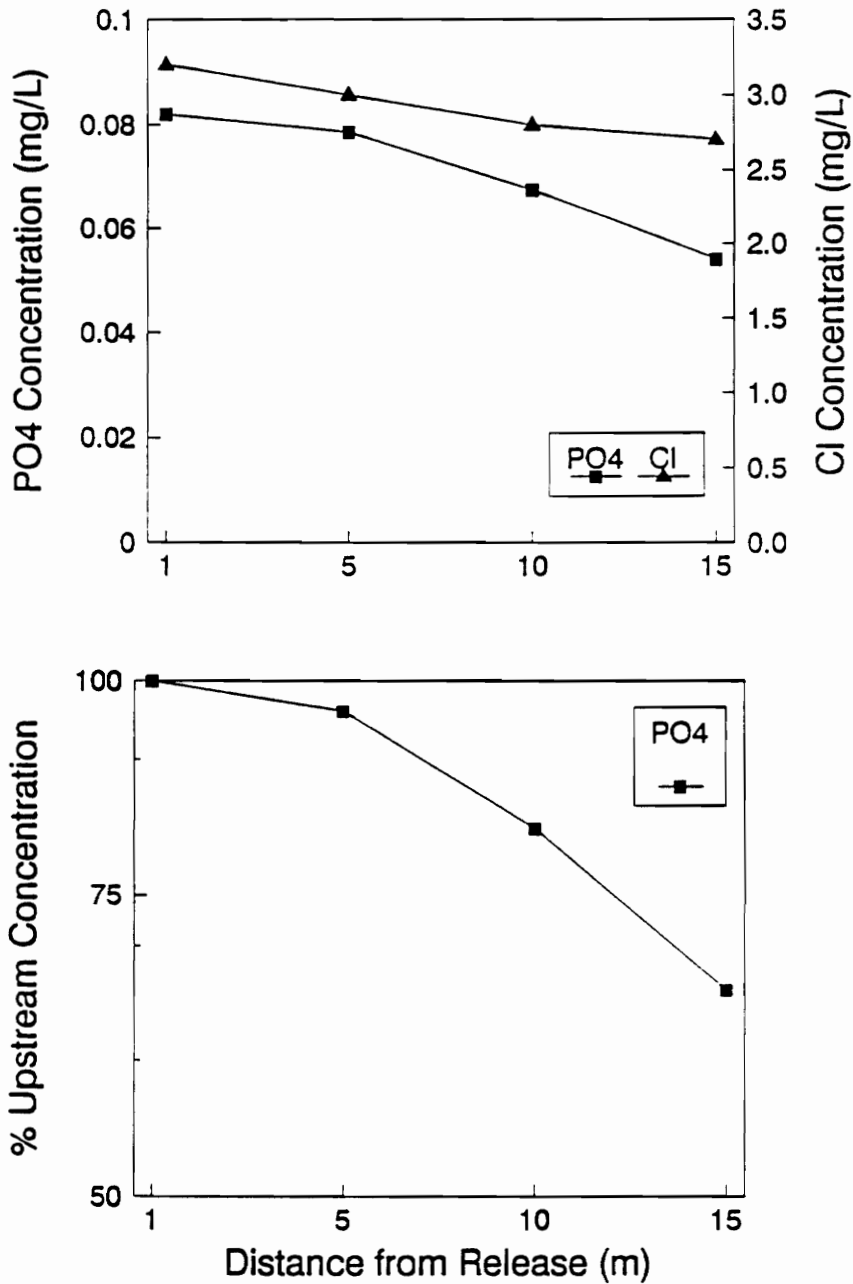 PO4 Concentration (mg/L)
0.1
0.08
0.06
0.04
0.02
0
3.5
3.0
2.5
2.0
1.5
1.0
0.5
0.0
Cl Concentration (mg/L)
PO4 Cl
1 5 10 15
% Upstream Concentration
100
75
50
PO4
1 5 10 15
Distance from Release (m)